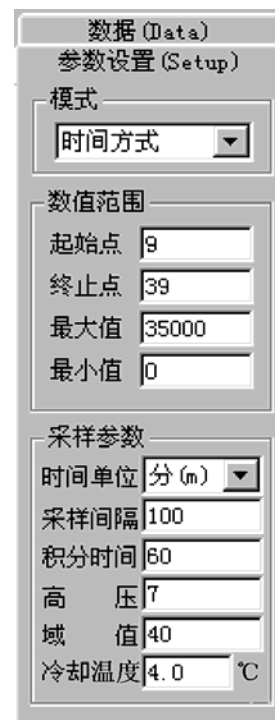 数据(Data)
参数设置(Setup)
模式
时间方式
数值范围
起始点 9
终止点 39
最大值 35000
最小值 0
采样参数
时间单位 分(m)
采样间隔 100
积分时间 60
高 压 7
域 值 40
冷却温度 4.0 ℃